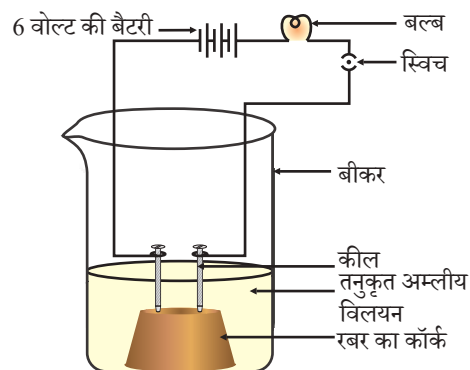 6 वोल्ट की बैटरी
बल्ब
स्विच
बीकर
कील
तनुकृत अम्लीय
विलयन
रबर का कॉर्क